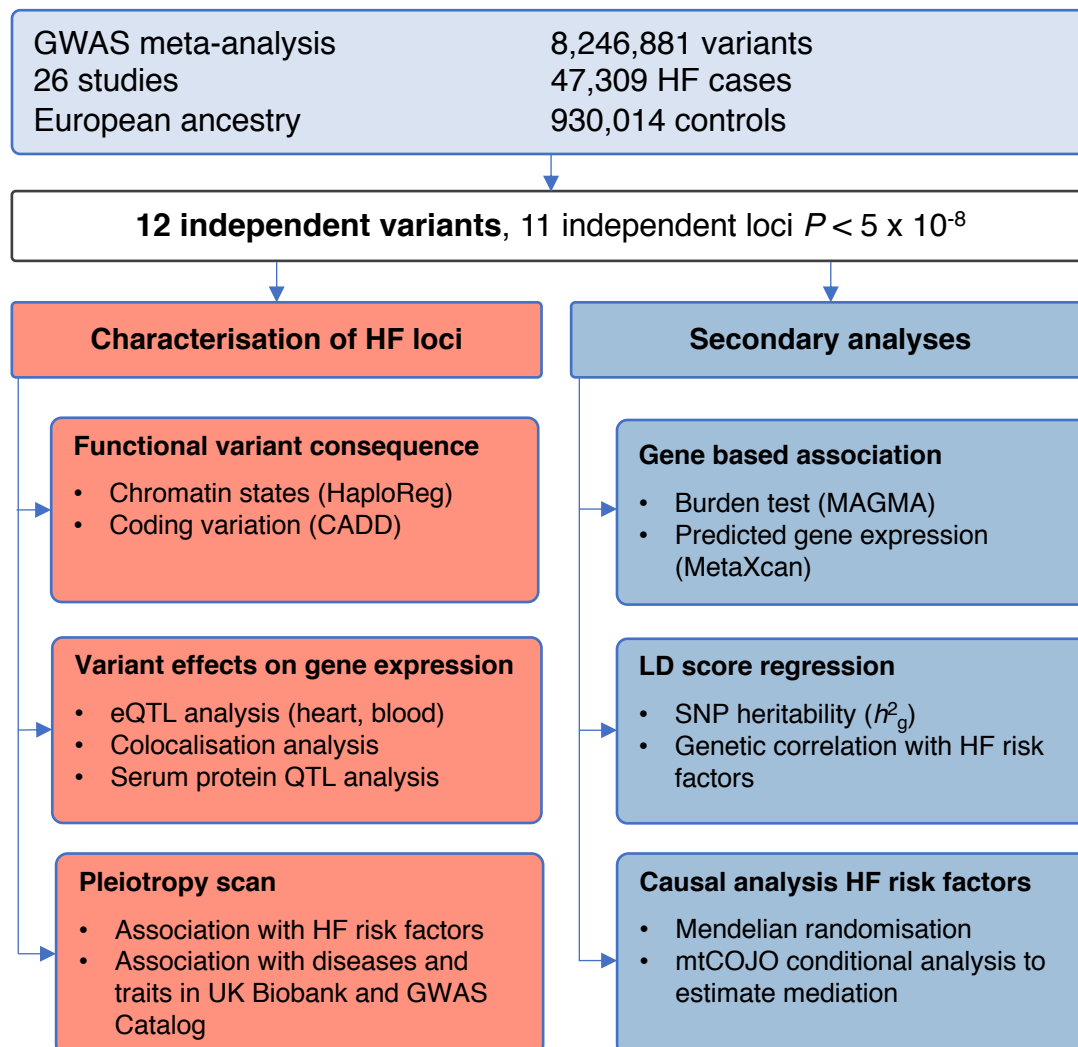 GWAS meta-analysis
26 studies
European ancestry
8,246,881 variants
47,309 HF cases
930,014 controls
12 independent variants, 11 independent loci P < 5 x 10⁻⁸
Characterisation of HF loci
Functional variant consequence
• Chromatin states (HaploReg)
• Coding variation (CADD)
Variant effects on gene expression
• eQTL analysis (heart, blood)
• Colocalisation analysis
• Serum protein QTL analysis
Pleiotropy scan
• Association with HF risk factors
• Association with diseases and
traits in UK Biobank and GWAS
Catalog
Secondary analyses
Gene based association
• Burden test (MAGMA)
• Predicted gene expression
(MetaXcan)
LD score regression
• SNP heritability (h²g)
• Genetic correlation with HF risk
factors
Causal analysis HF risk factors
• Mendelian randomisation
• mtCOJO conditional analysis to
estimate mediation